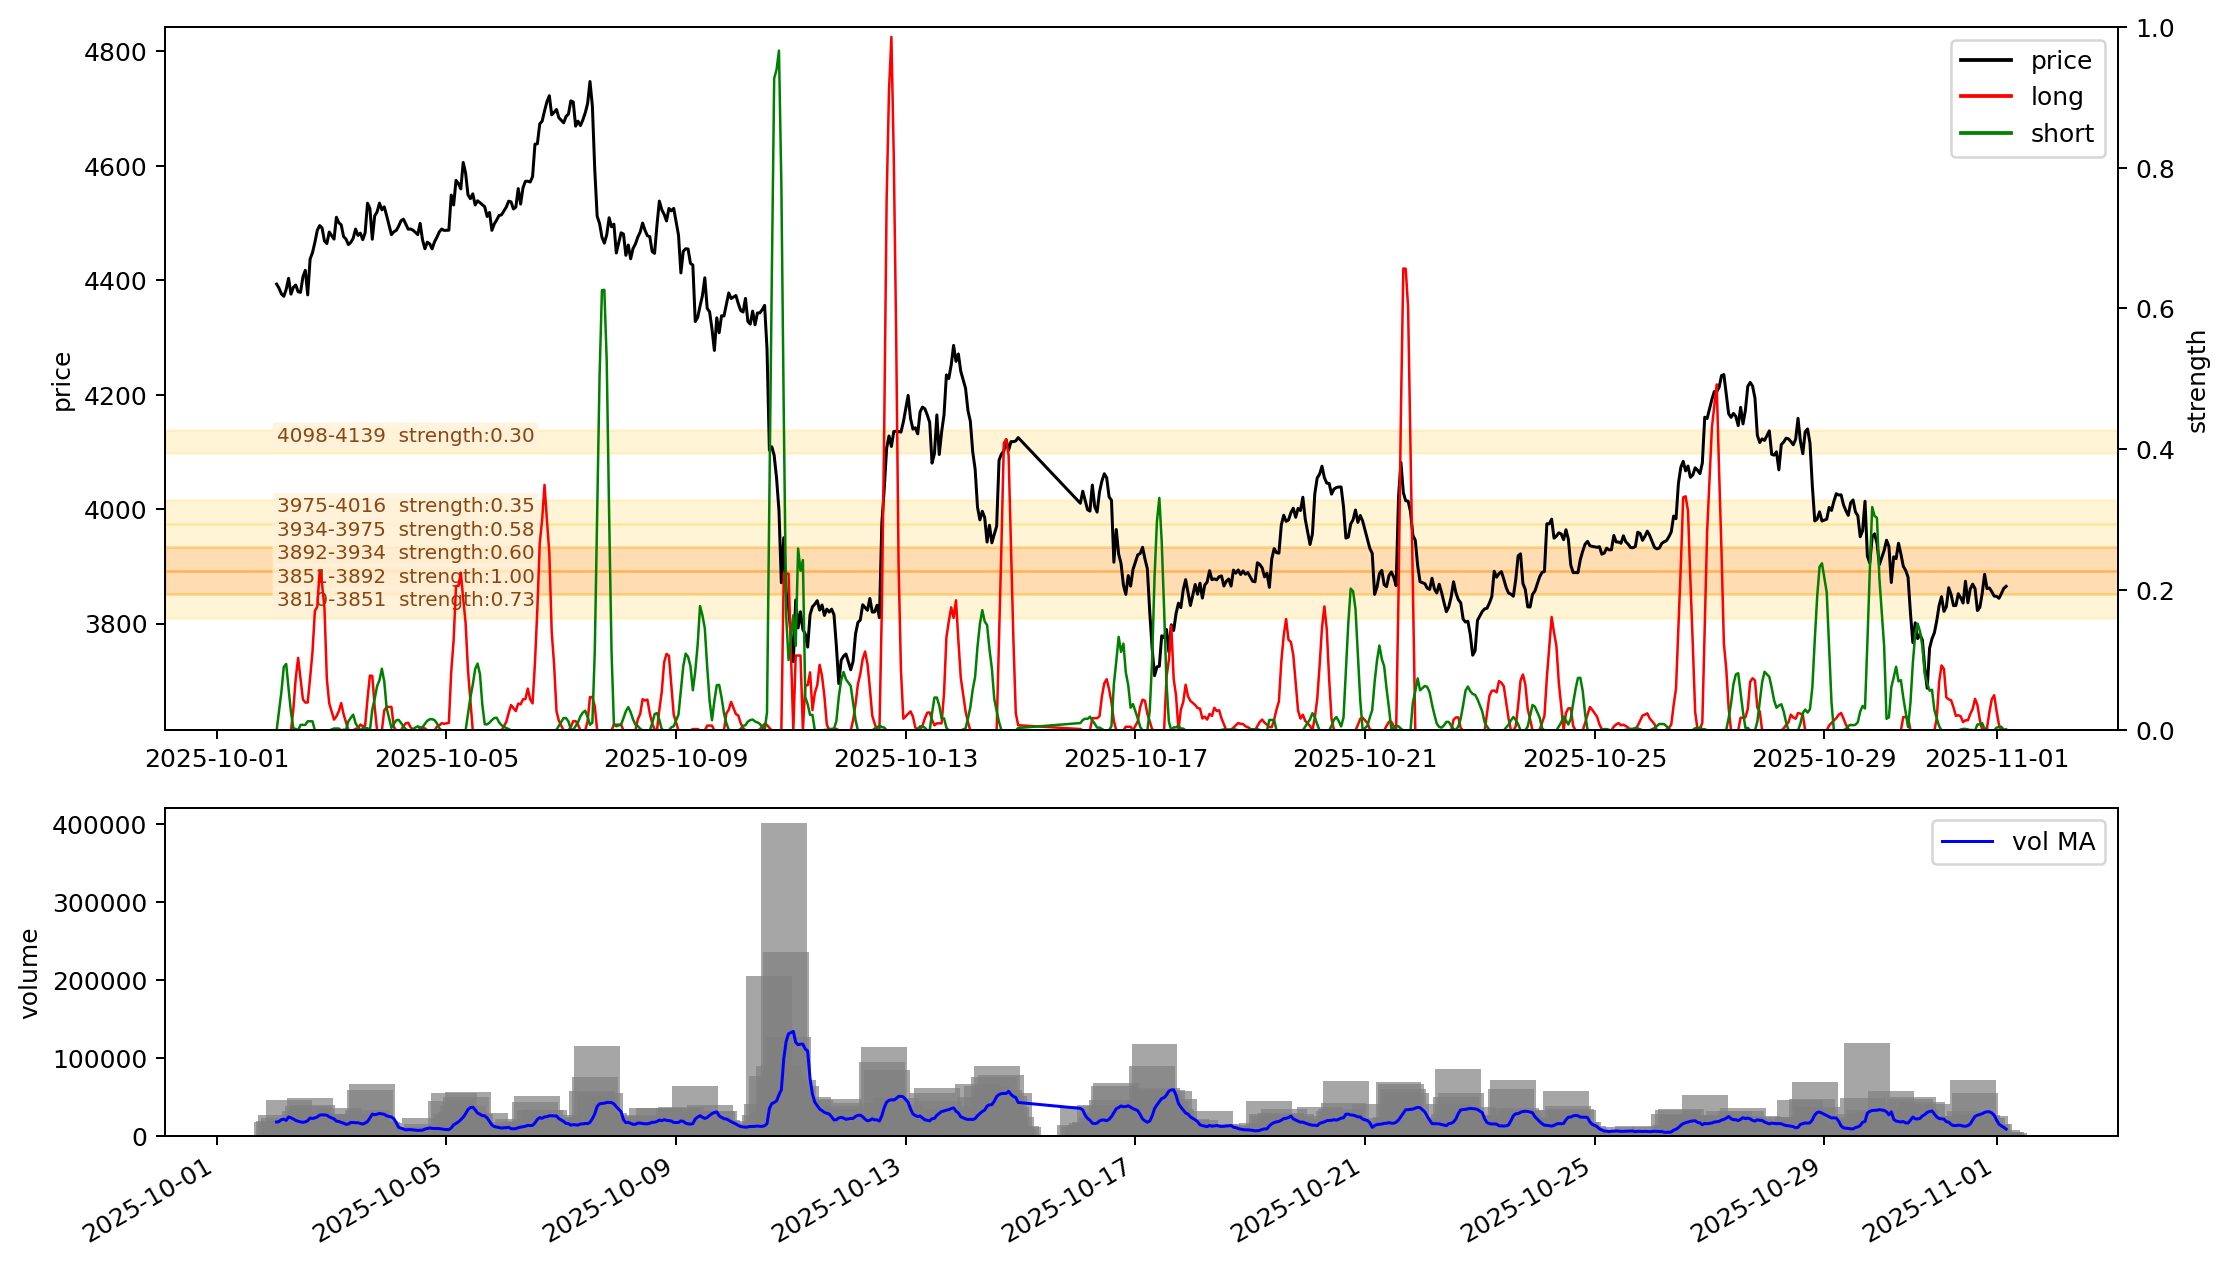 4800
4600
4400
4200
4000
3800
price
1.0
0.8
0.6
0.4
0.2
0.0
strength
price
long
short
4098-4139 strength:0.30
3975-4016 strength:0.35
3934-3975 strength:0.58
3892-3934 strength:0.60
3851-3892 strength:1.00
3810-3851 strength:0.73
2025-10-01 2025-10-05 2025-10-09 2025-10-13 2025-10-17 2025-10-21 2025-10-25 2025-10-29 2025-11-01
400000
300000
200000
100000
0
volume
vol MA
2025-10-01 2025-10-05 2025-10-09 2025-10-13 2025-10-17 2025-10-21 2025-10-25 2025-10-29 2025-11-01